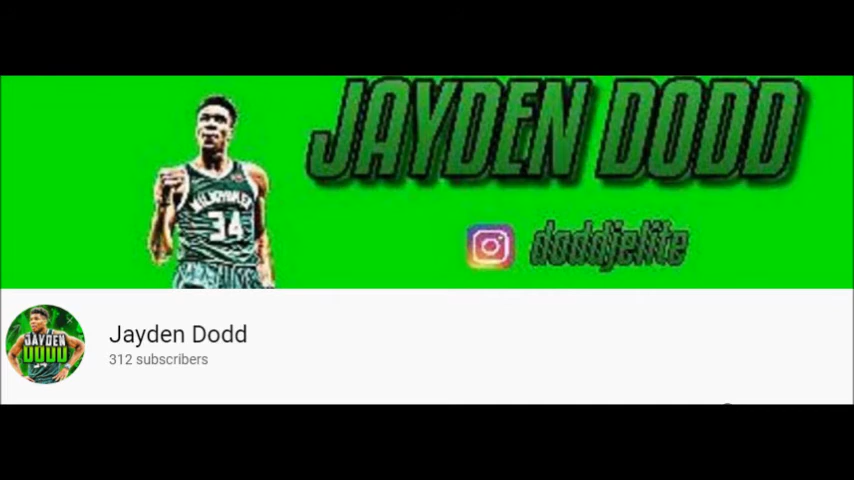 JAYDEN DODD
MILWAUKEE
34
doddjelite
JAYDEN
DODD
Jayden Dodd
312 subscribers